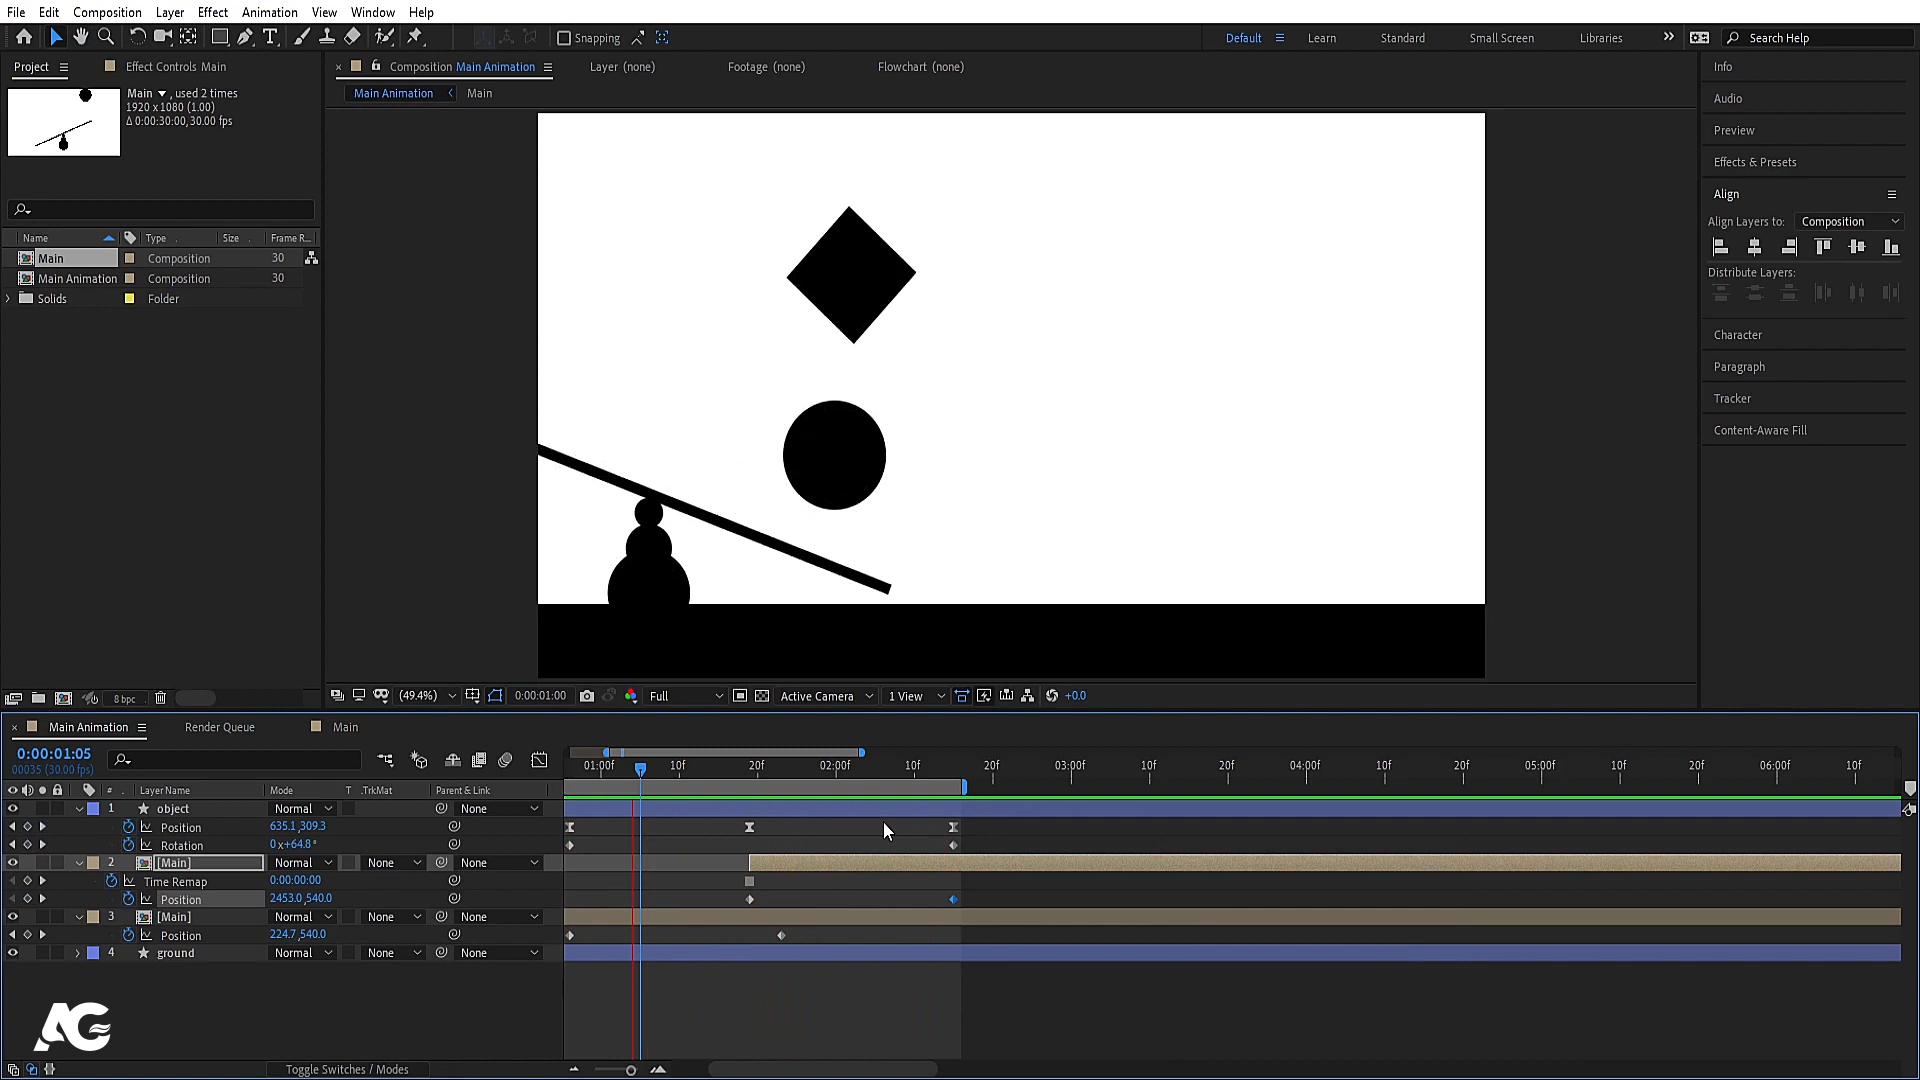 File Edit Composition Layer Effect Animation View Window Help
Snapping Default Learn Standard Small Screen Libraries Search Help
Project Effect Controls Main
Composition Main Animation Layer (none) Footage (none) Flowchart (none)
Main Animation Main
Main , used 2 times
1920 x 1080 (1.00)
Δ 0:00:30:00, 30.00 fps
Name Type Size Frame R...
Main Composition 30
Main Animation Composition 30
Solids Folder
Info
Audio
Preview
Effects & Presets
Align
Align Layers to: Composition
Distribute Layers:
Character
Paragraph
Tracker
Content-Aware Fill
8 bpc
(49.4%) 0:00:01:00 Full Active Camera 1 View +0.0
Main Animation Render Queue Main
0:00:01:05
00035 (30.00 fps)
01:00f 10f 20f 02:00f 10f 20f 03:00f 10f 20f 04:00f 10f 20f 05:00f 10f 20f 06:00f 10f
# Layer Name Mode T .TrkMat Parent & Link
1 object Normal None
Position 635.1,309.3
Rotation 0x+64.8°
2 [Main] Normal None None
Time Remap 0:00:00:00
Position 2453.0,540.0
3 [Main] Normal None None
Position 224.7,540.0
4 ground Normal None None
AG
Toggle Switches / Modes